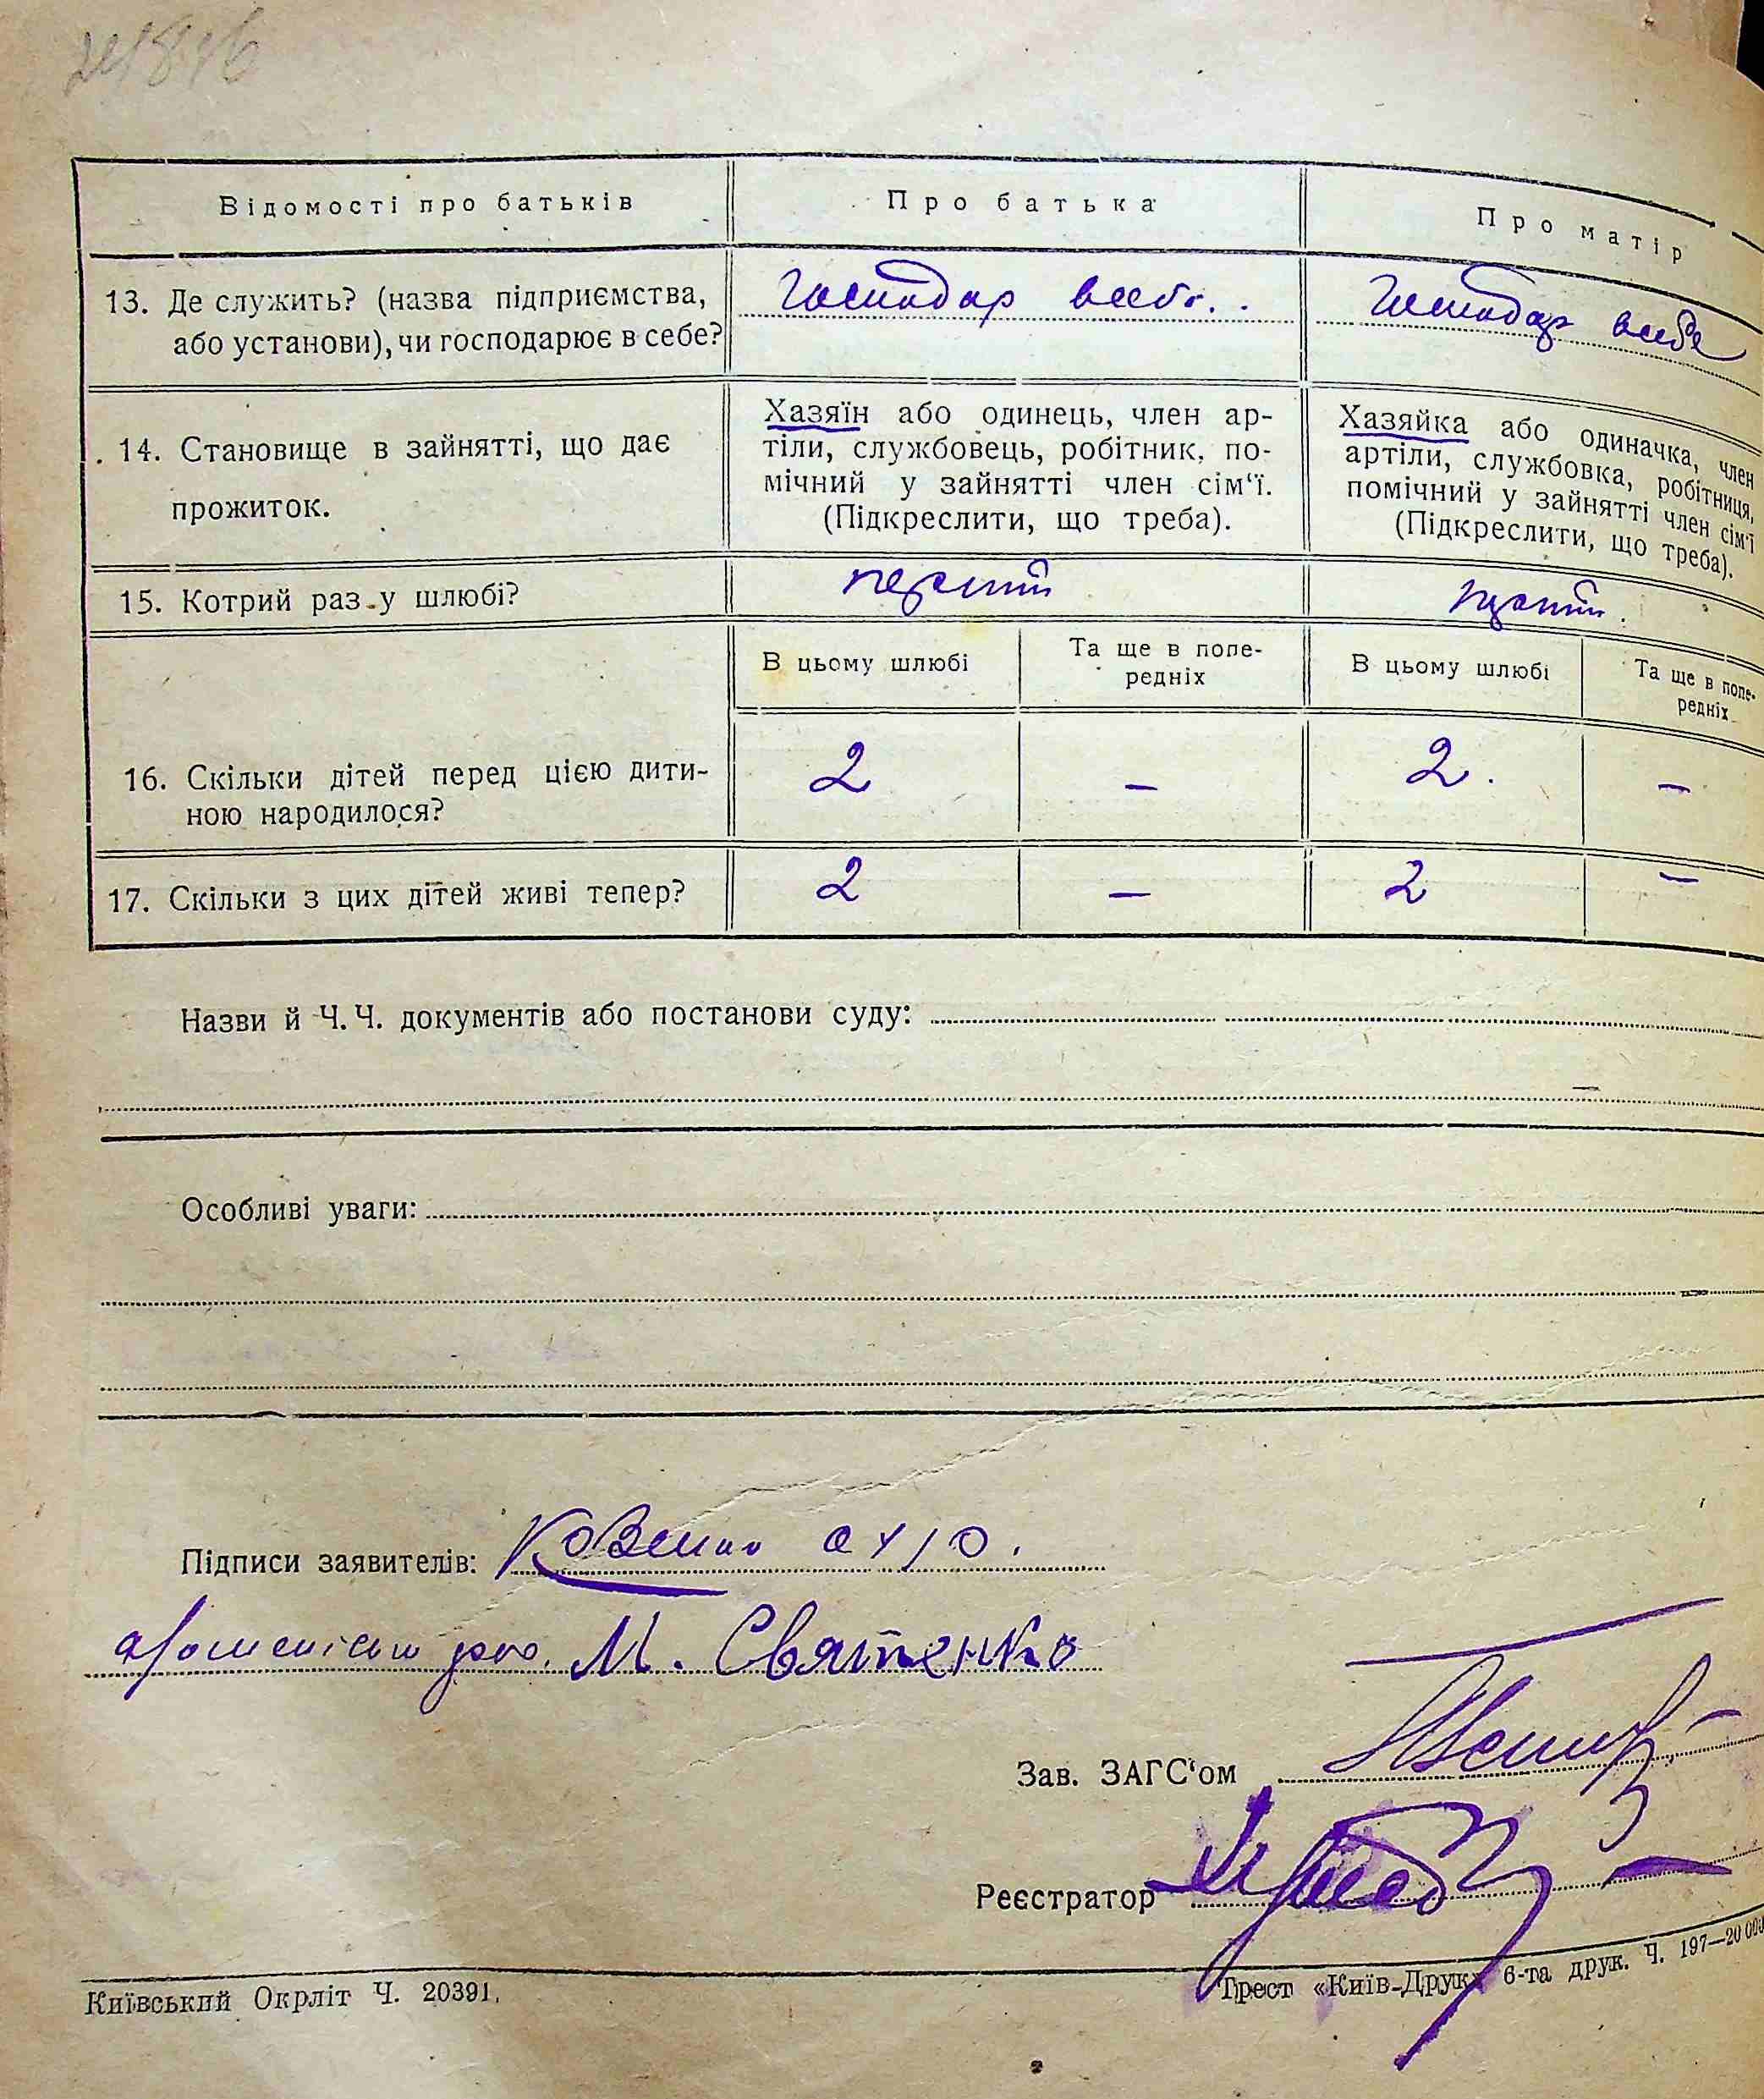 Відомості про батьків
Про батька
Про матір
13. Де служить? (назва підприємства,
або установи), чи господарює в себе?
Господар всебе.
Господар всебе
14. Становище в зайнятті, що дає
прожиток.
Хазяїн або одинець, член ар-
тіли, службовець, робітник, по-
мічний у зайнятті член сім‘ї.
(Підкреслити, що треба).
Хазяйка або одиначка, член
артіли, службовка, робітниця,
помічний у зайнятті член сім‘ї
(Підкреслити, що треба).
15. Котрий раз у шлюбі?
перший
перший
В цьому шлюбі
Та ще в попе-
редніх
В цьому шлюбі
Та ще в попе-
редніх
16. Скільки дітей перед цією дити-
ною народилося?
2 — 2. —
17. Скільки з цих дітей живі тепер?
2 — 2 —
Назви й Ч. Ч. документів або постанови суду:
Особливі уваги:
Підписи заявителів:
М. Святенко
Зав. ЗАГС‘ом
Реєстратор
Київський Окрліт Ч. 20391.
Трест «Київ-Друк» 6-та друк. Ч. 197—20 000